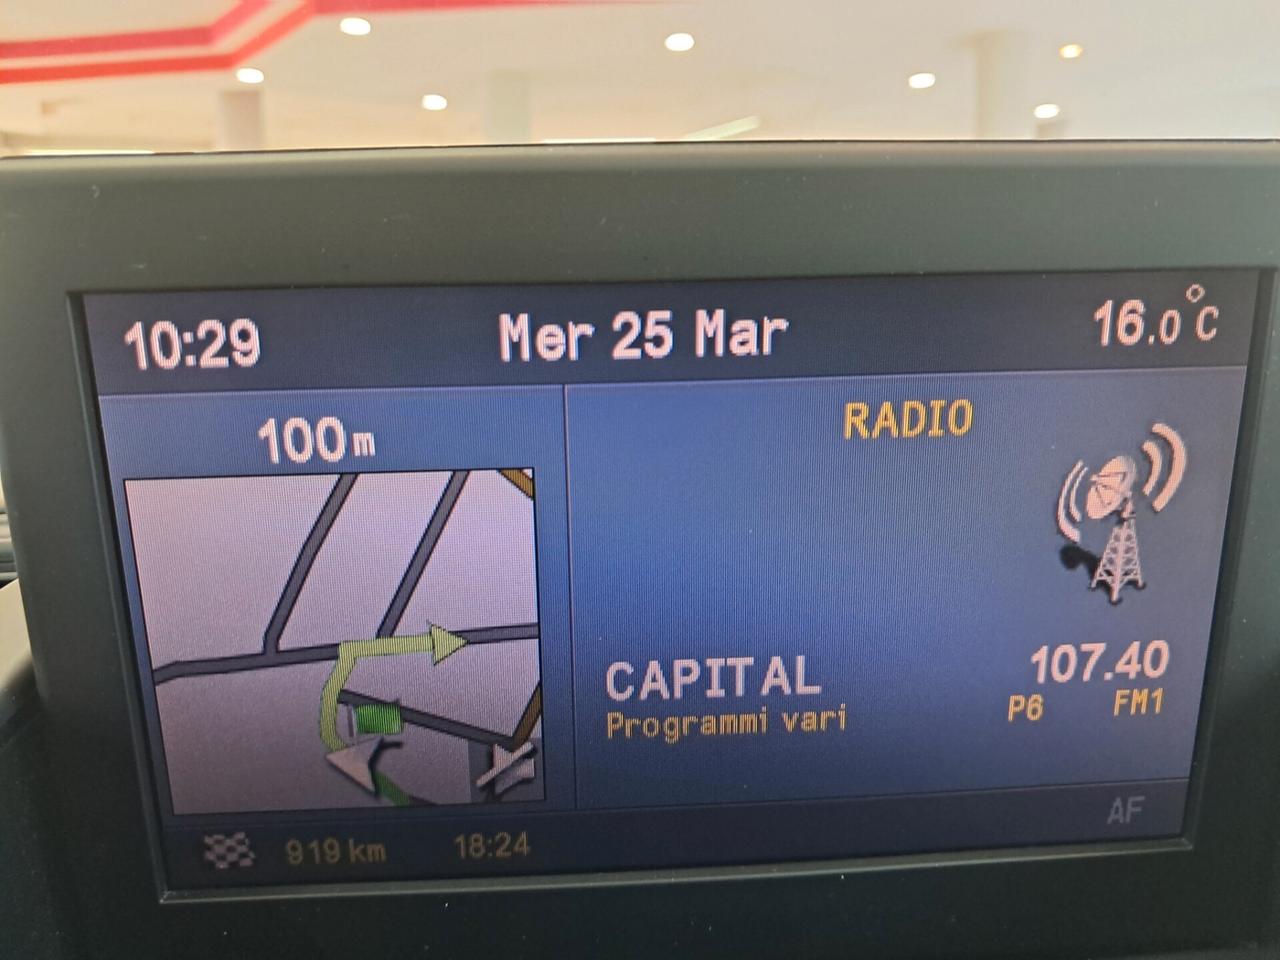 10:29 Mer 25 Mar 16.0°C
100m
RADIO
CAPITAL 107.40
Programmi vari P6 FM1
AF
919 km 18:24